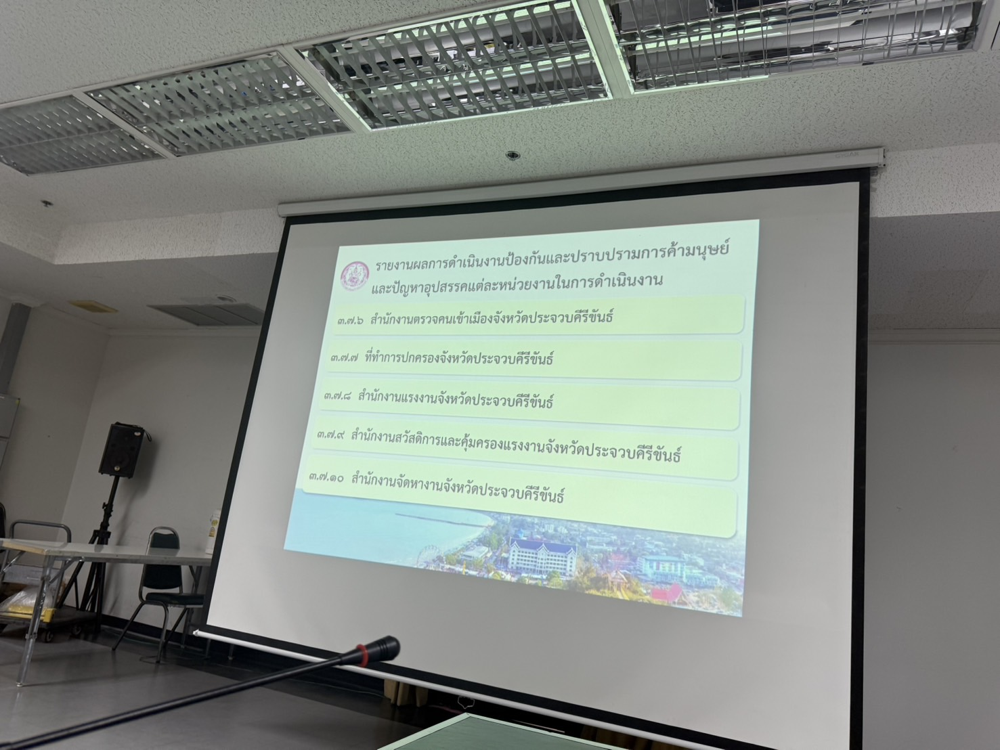 รายงานผลการดำเนินงานป้องกันและปราบปรามการค้ามนุษย์
และปัญหาอุปสรรคแต่ละหน่วยงานในการดำเนินงาน
๓.๗.๖ สำนักงานตรวจคนเข้าเมืองจังหวัดประจวบคีรีขันธ์
๓.๗.๗ ที่ทำการปกครองจังหวัดประจวบคีรีขันธ์
๓.๗.๘ สำนักงานแรงงานจังหวัดประจวบคีรีขันธ์
๓.๗.๙ สำนักงานสวัสดิการและคุ้มครองแรงงานจังหวัดประจวบคีรีขันธ์
๓.๗.๑๐ สำนักงานจัดหางานจังหวัดประจวบคีรีขันธ์